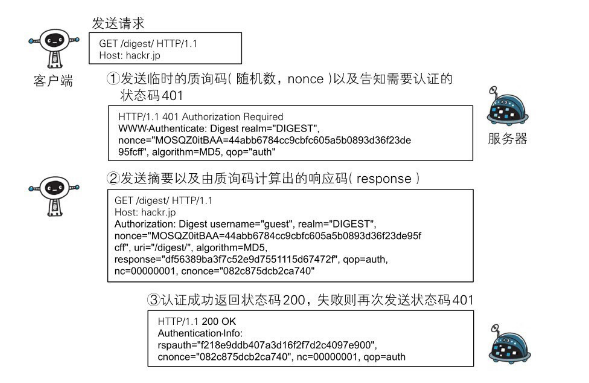 发送请求
GET /digest/ HTTP/1.1
Host: hackr.jp
客户端
①发送临时的质询码(随机数，nonce)以及告知需要认证的
状态码401
HTTP/1.1 401 Authorization Required
WWW-Authenticate: Digest realm="DIGEST",
nonce="MOSQZ0itBAA=44abb6784cc9cbfc605a5b0893d36f23de
95fcff", algorithm=MD5, qop="auth"
服务器
②发送摘要以及由质询码计算出的响应码(response)
GET /digest/ HTTP/1.1
Host: hackr.jp
Authorization: Digest username="guest", realm="DIGEST",
nonce="MOSQZ0itBAA=44abb6784cc9cbfc605a5b0893d36f23de95f
cff", uri="/digest/", algorithm=MD5,
response="df56389ba3f7c52e9d7551115d67472f", qop=auth,
nc=00000001, cnonce="082c875dcb2ca740"
③认证成功返回状态码200，失败则再次发送状态码401
HTTP/1.1 200 OK
Authentication-Info:
rspauth="f218e9ddb407a3d16f2f7d2c4097e900",
cnonce="082c875dcb2ca740", nc=00000001, qop=auth